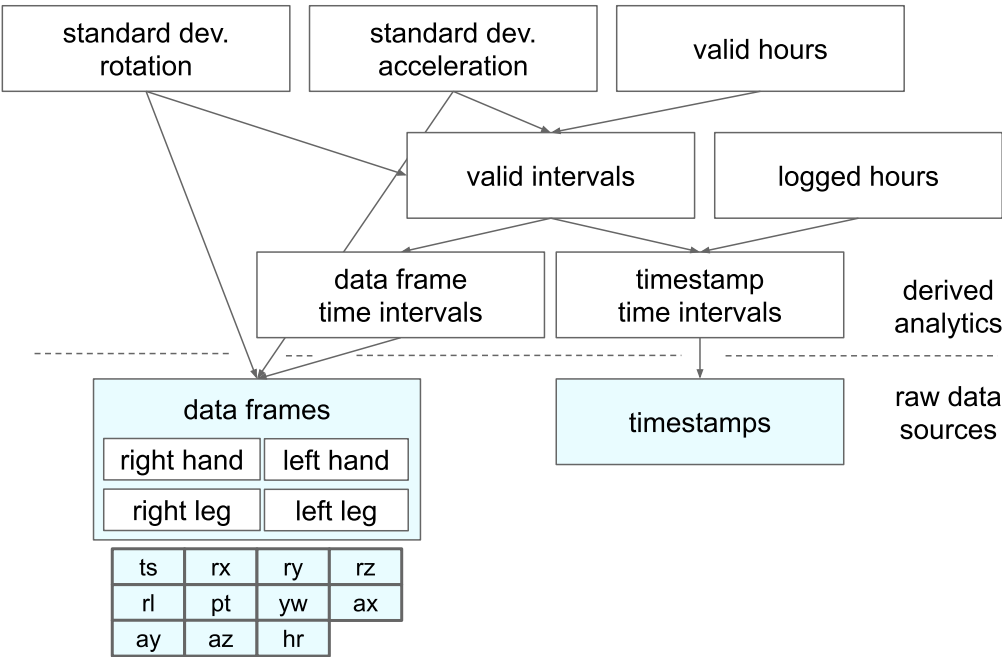 standard dev.
rotation
standard dev.
acceleration
valid hours
valid intervals
logged hours
data frame
time intervals
timestamp
time intervals
derived
analytics
data frames
right hand
left hand
right leg
left leg
timestamps
raw data
sources
ts
rx
ry
rz
rl
pt
yw
ax
ay
az
hr